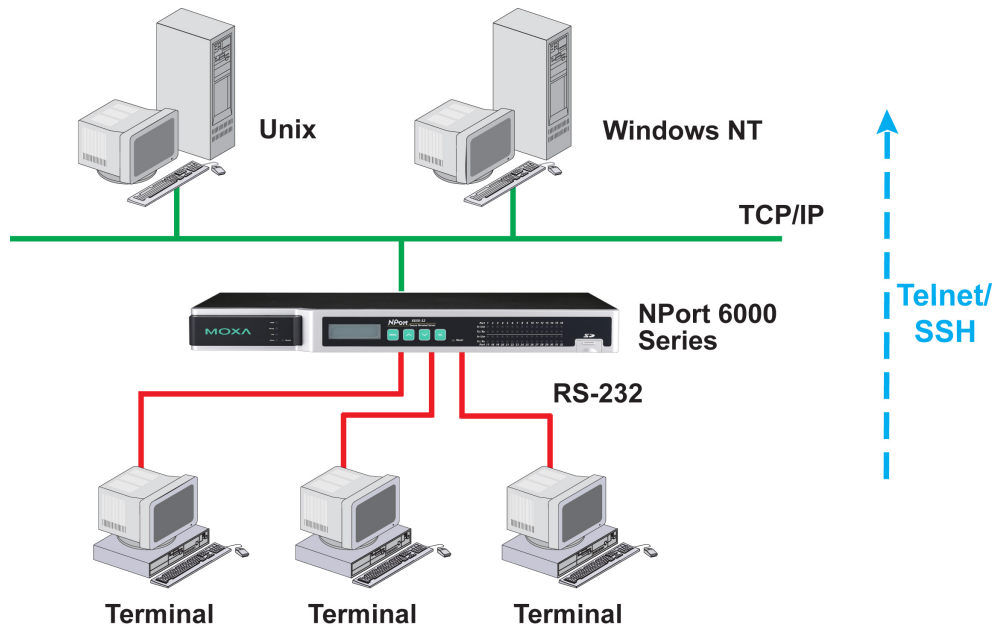 Unix
Windows NT
TCP/IP
NPort 6000
Series
MOXA
NPort
RS-232
Telnet/
SSH
Terminal
Terminal
Terminal